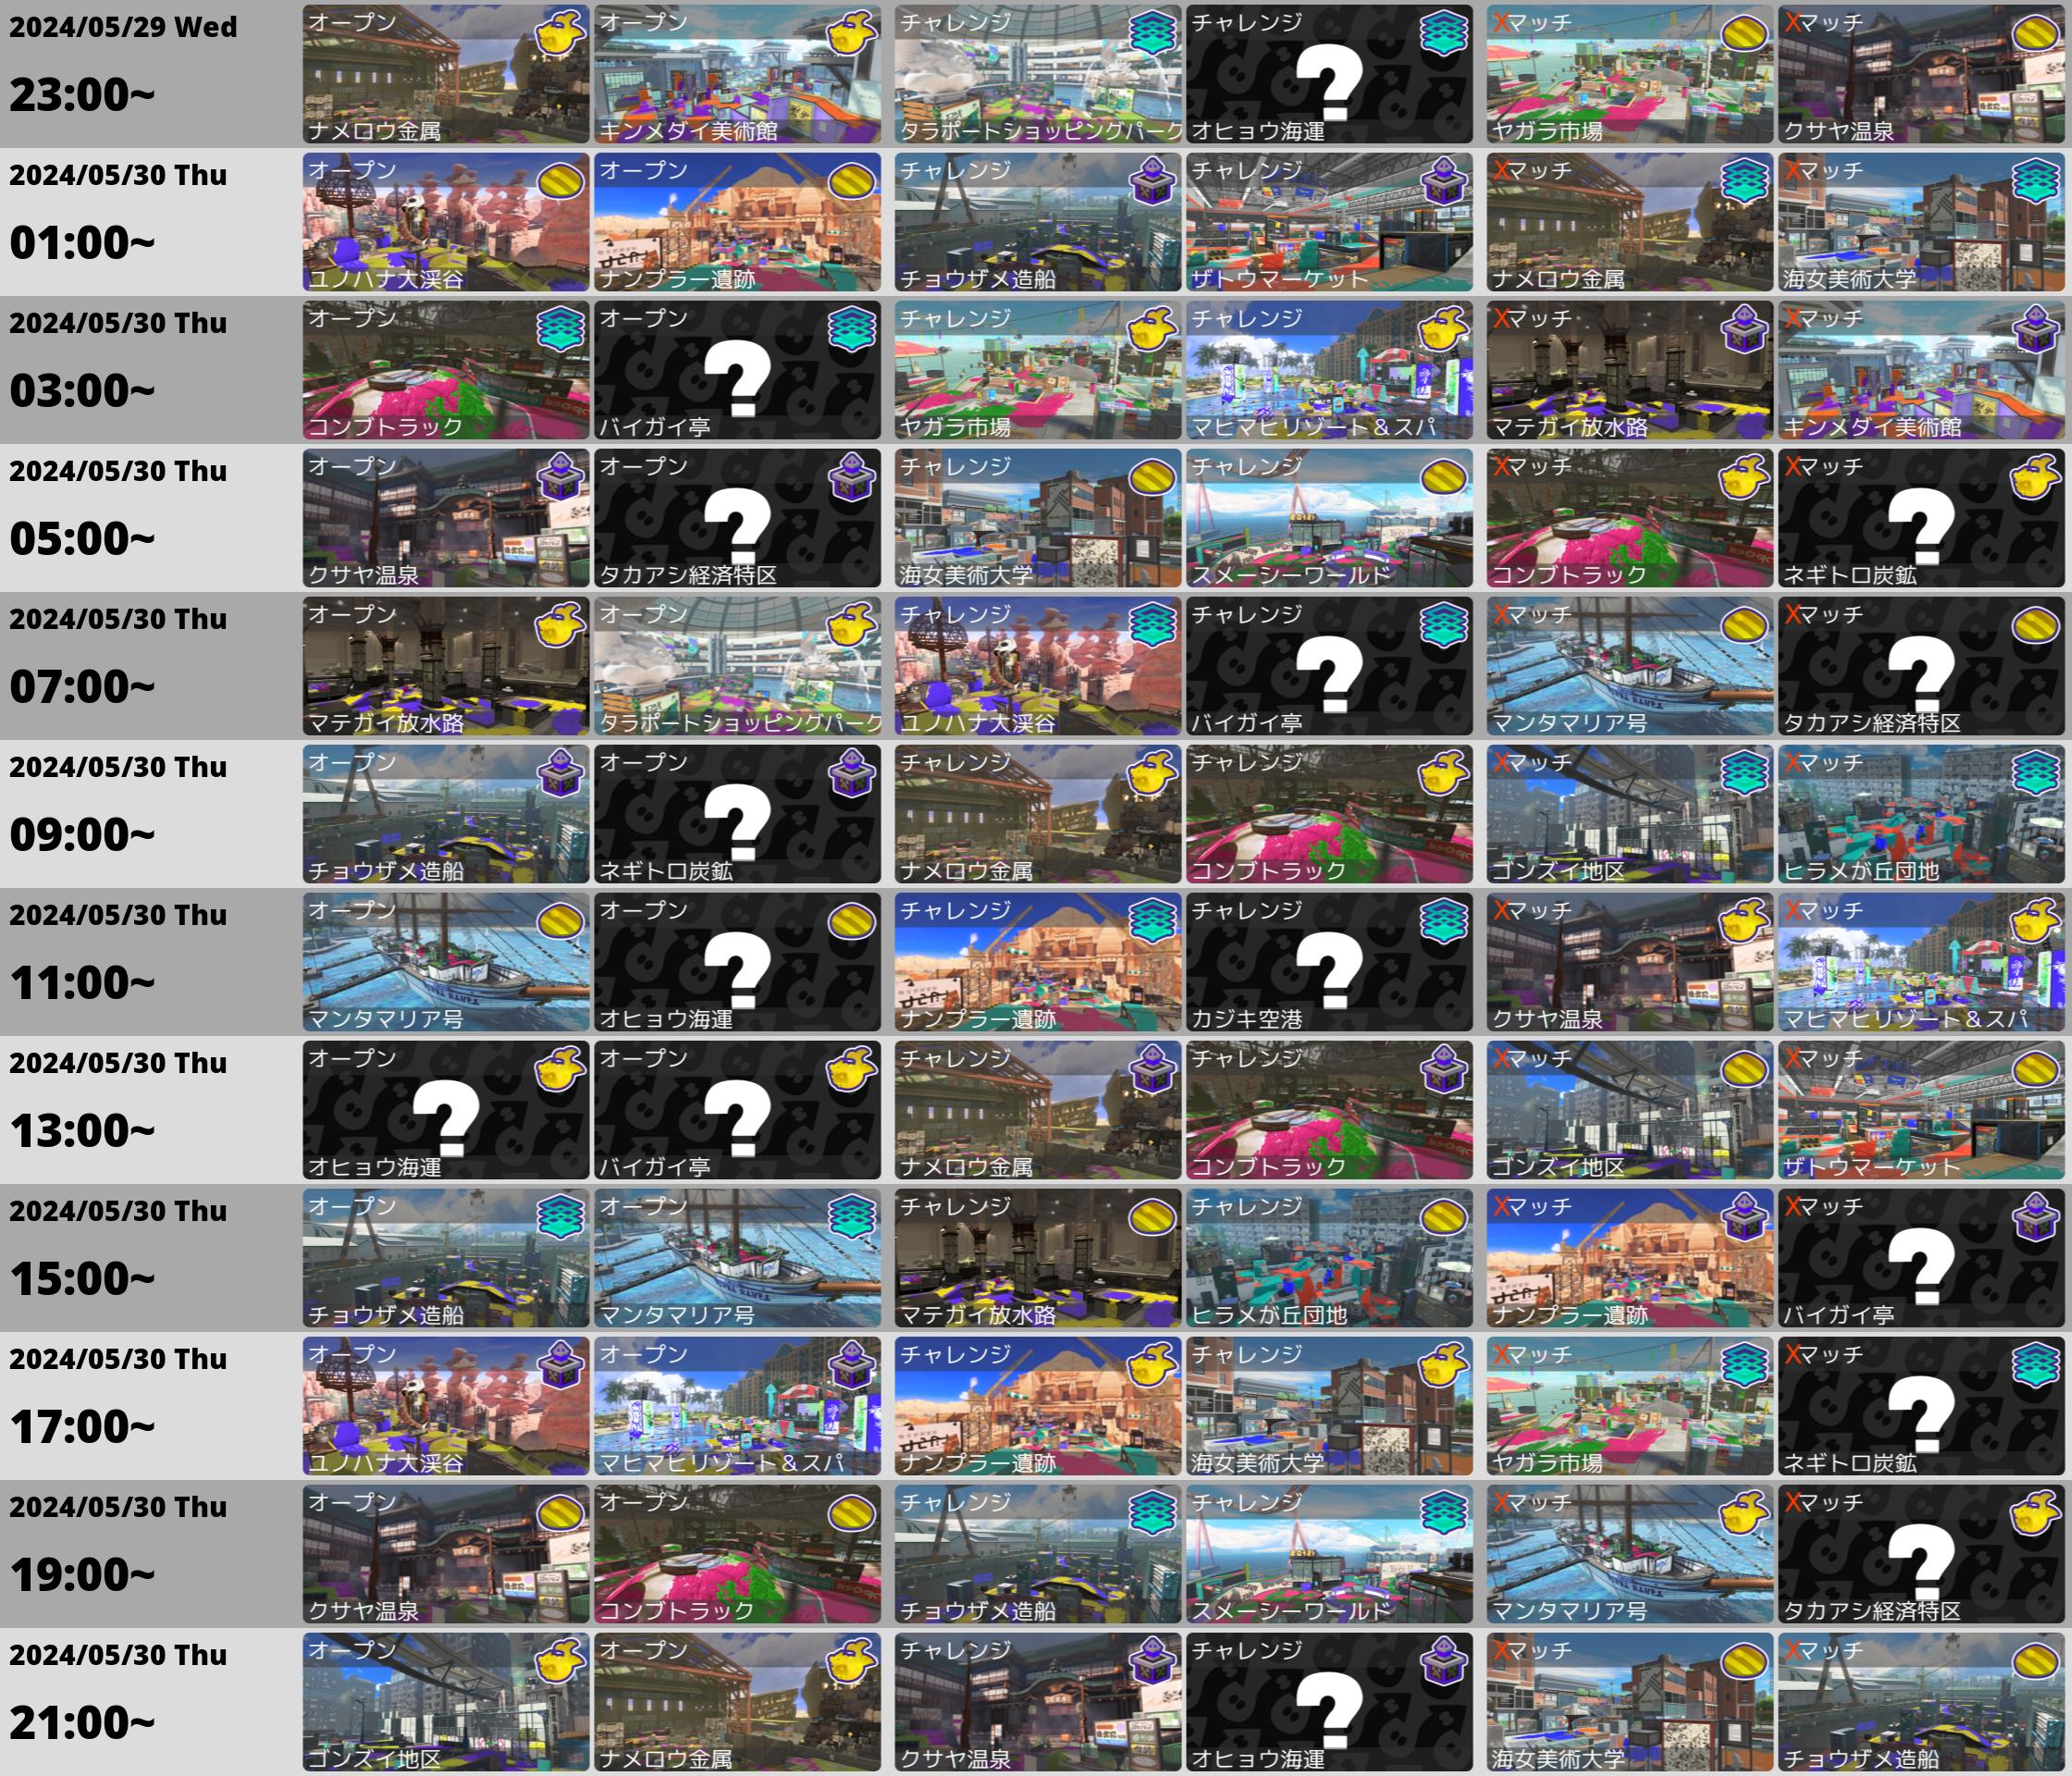 2024/05/29 Wed
23:00~
オープン オープン チャレンジ チャレンジ Xマッチ Xマッチ
ナメロウ金属 キンメダイ美術館 タラポートショッピングパーク オヒョウ海運 ヤガラ市場 クサヤ温泉
2024/05/30 Thu
01:00~
オープン オープン チャレンジ チャレンジ Xマッチ Xマッチ
ユノハナ大渓谷 ナンプラー遺跡 チョウザメ造船 ザトウマーケット ナメロウ金属 海女美術大学
2024/05/30 Thu
03:00~
オープン オープン チャレンジ チャレンジ Xマッチ Xマッチ
コンブトラック バイガイ亭 ヤガラ市場 マヒマヒリゾート&スパ マテガイ放水路 キンメダイ美術館
2024/05/30 Thu
05:00~
オープン オープン チャレンジ チャレンジ Xマッチ Xマッチ
クサヤ温泉 タカアシ経済特区 海女美術大学 スメーシーワールド コンブトラック ネギトロ炭鉱
2024/05/30 Thu
07:00~
オープン オープン チャレンジ チャレンジ Xマッチ Xマッチ
マテガイ放水路 タラポートショッピングパーク ユノハナ大渓谷 バイガイ亭 マンタマリア号 タカアシ経済特区
2024/05/30 Thu
09:00~
オープン オープン チャレンジ チャレンジ Xマッチ Xマッチ
チョウザメ造船 ネギトロ炭鉱 ナメロウ金属 コンブトラック ゴンズイ地区 ヒラメが丘団地
2024/05/30 Thu
11:00~
オープン オープン チャレンジ チャレンジ Xマッチ Xマッチ
マンタマリア号 オヒョウ海運 ナンプラー遺跡 カジキ空港 クサヤ温泉 マヒマヒリゾート&スパ
2024/05/30 Thu
13:00~
オープン オープン チャレンジ チャレンジ Xマッチ Xマッチ
オヒョウ海運 バイガイ亭 ナメロウ金属 コンブトラック ゴンズイ地区 ザトウマーケット
2024/05/30 Thu
15:00~
オープン オープン チャレンジ チャレンジ Xマッチ Xマッチ
チョウザメ造船 マンタマリア号 マテガイ放水路 ヒラメが丘団地 ナンプラー遺跡 バイガイ亭
2024/05/30 Thu
17:00~
オープン オープン チャレンジ チャレンジ Xマッチ Xマッチ
ユノハナ大渓谷 マヒマヒリゾート&スパ ナンプラー遺跡 海女美術大学 ヤガラ市場 ネギトロ炭鉱
2024/05/30 Thu
19:00~
オープン オープン チャレンジ チャレンジ Xマッチ Xマッチ
クサヤ温泉 コンブトラック チョウザメ造船 スメーシーワールド マンタマリア号 タカアシ経済特区
2024/05/30 Thu
21:00~
オープン オープン チャレンジ チャレンジ Xマッチ Xマッチ
ゴンズイ地区 ナメロウ金属 クサヤ温泉 オヒョウ海運 海女美術大学 チョウザメ造船